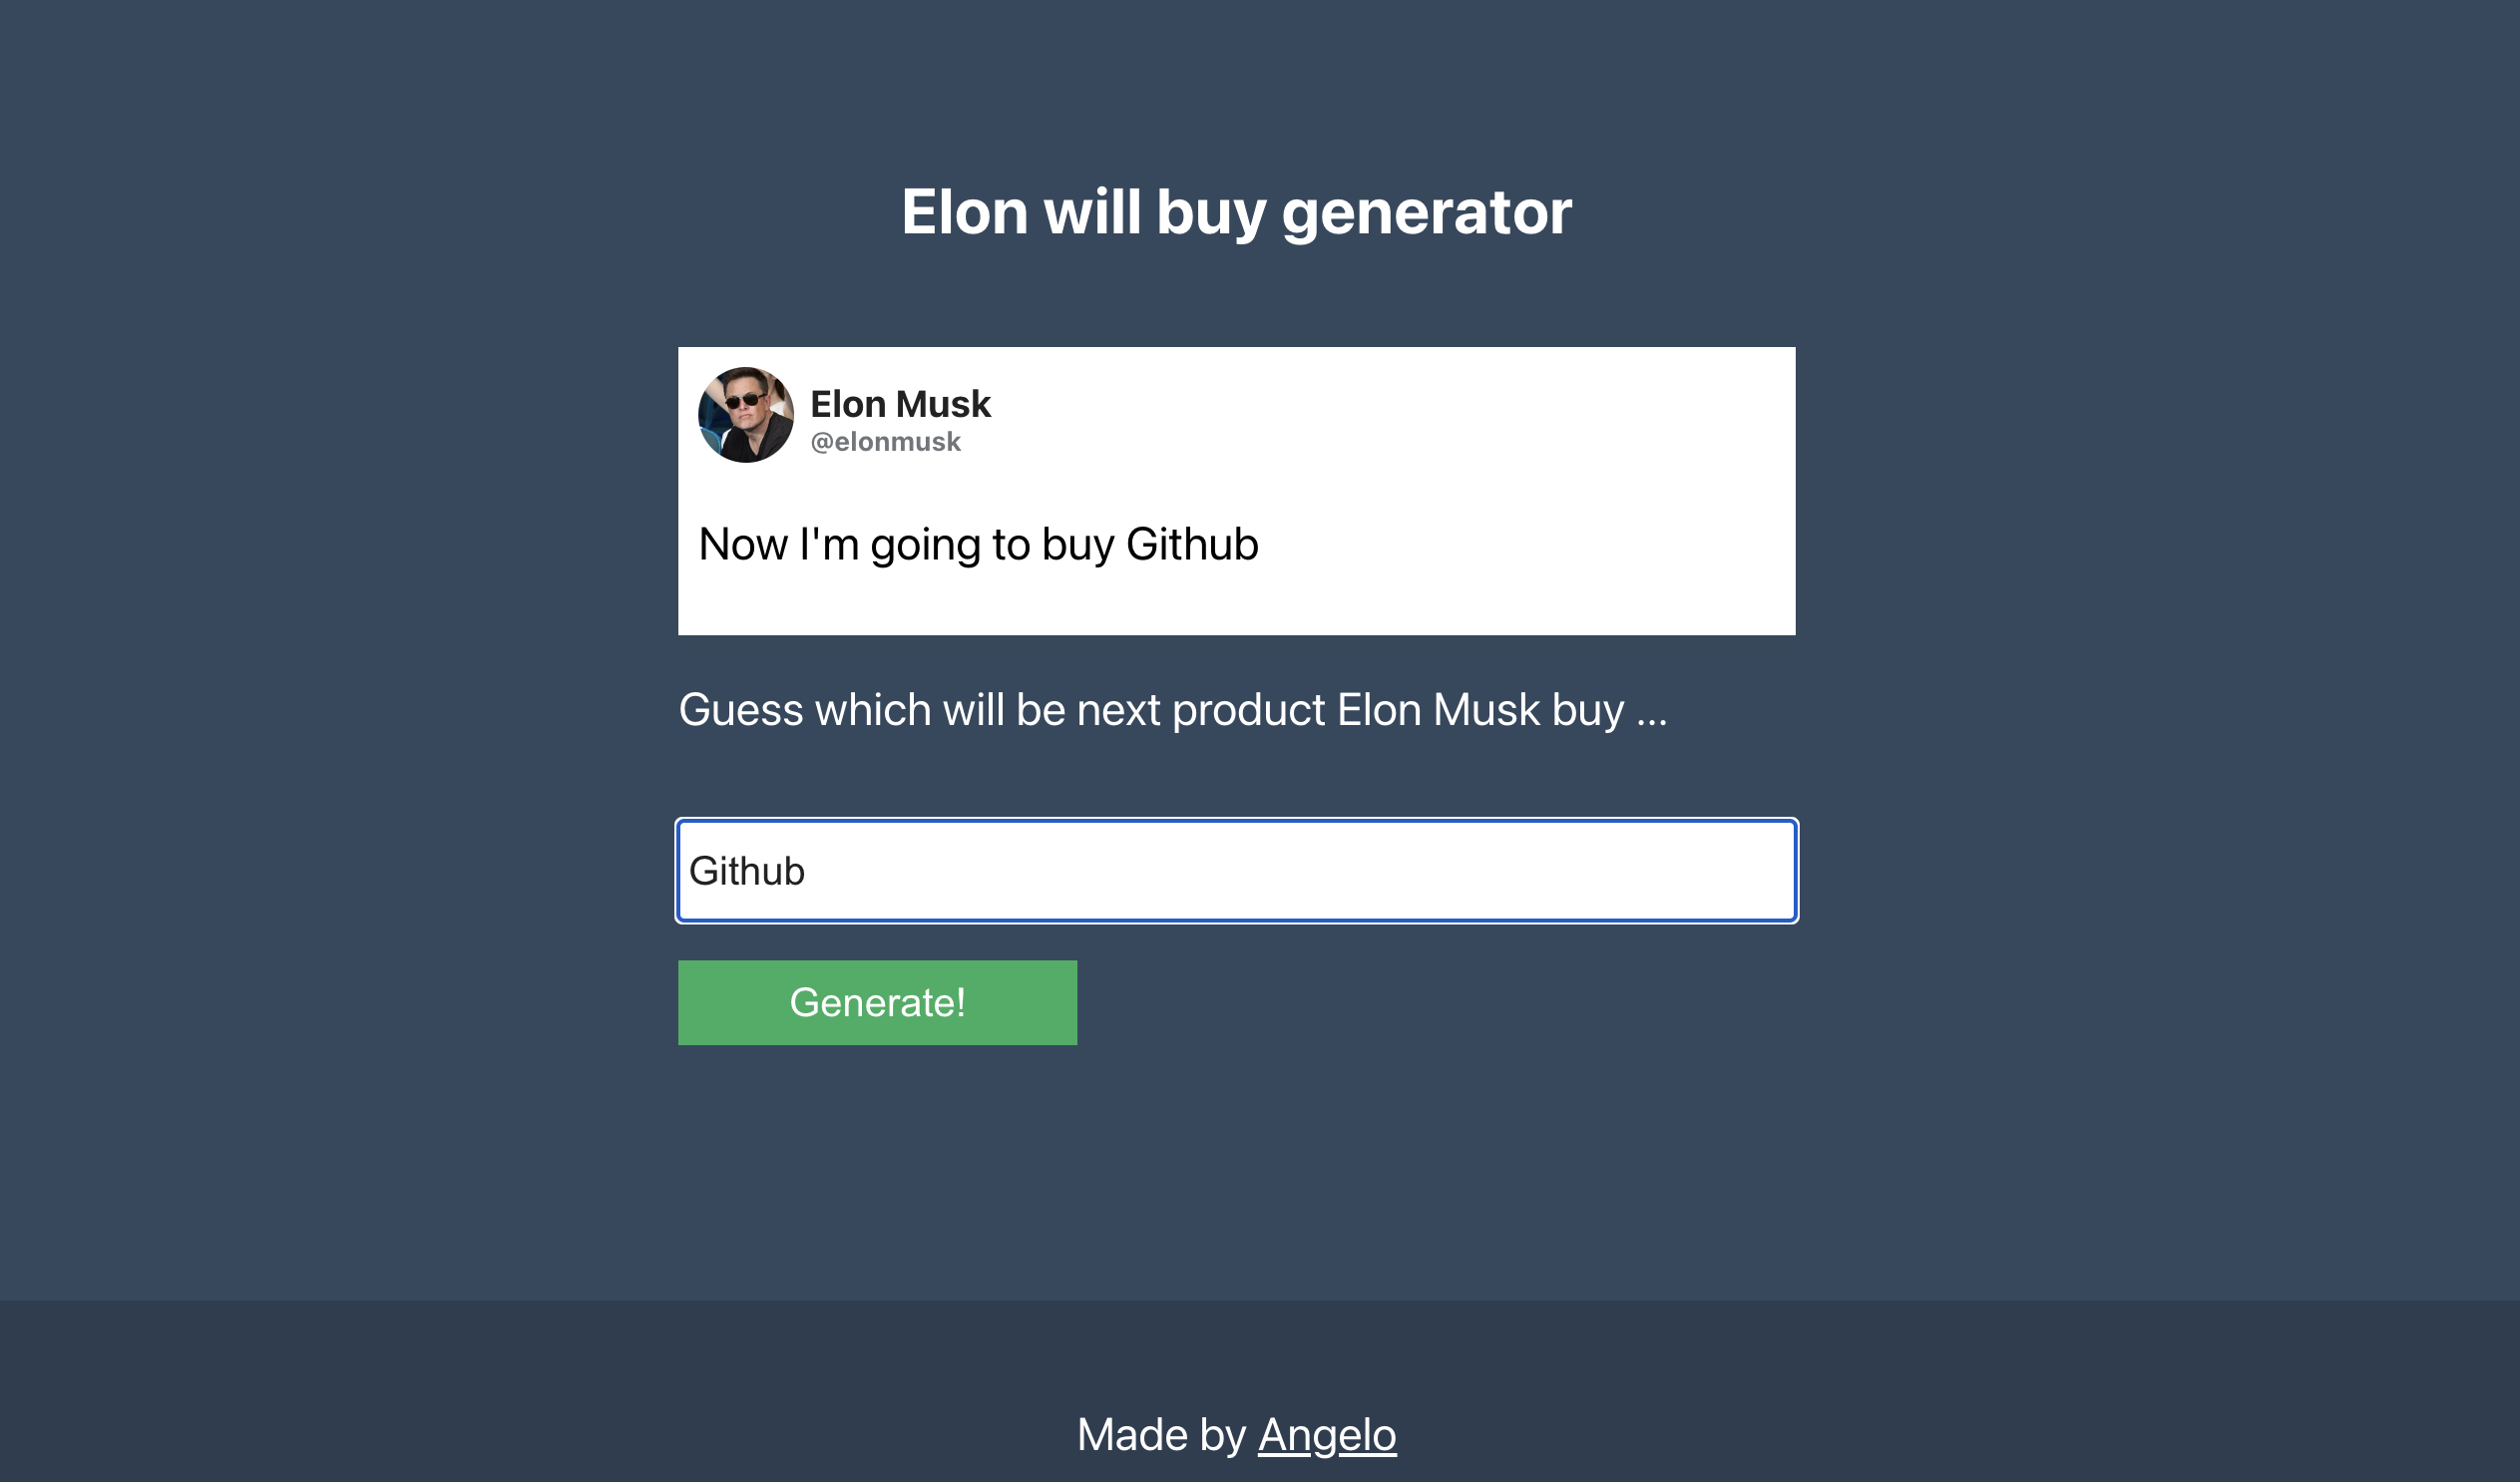 Elon will buy generator
Elon Musk
@elonmusk
Now I'm going to buy Github
Guess which will be next product Elon Musk buy ...
Github
Generate!
Made by Angelo